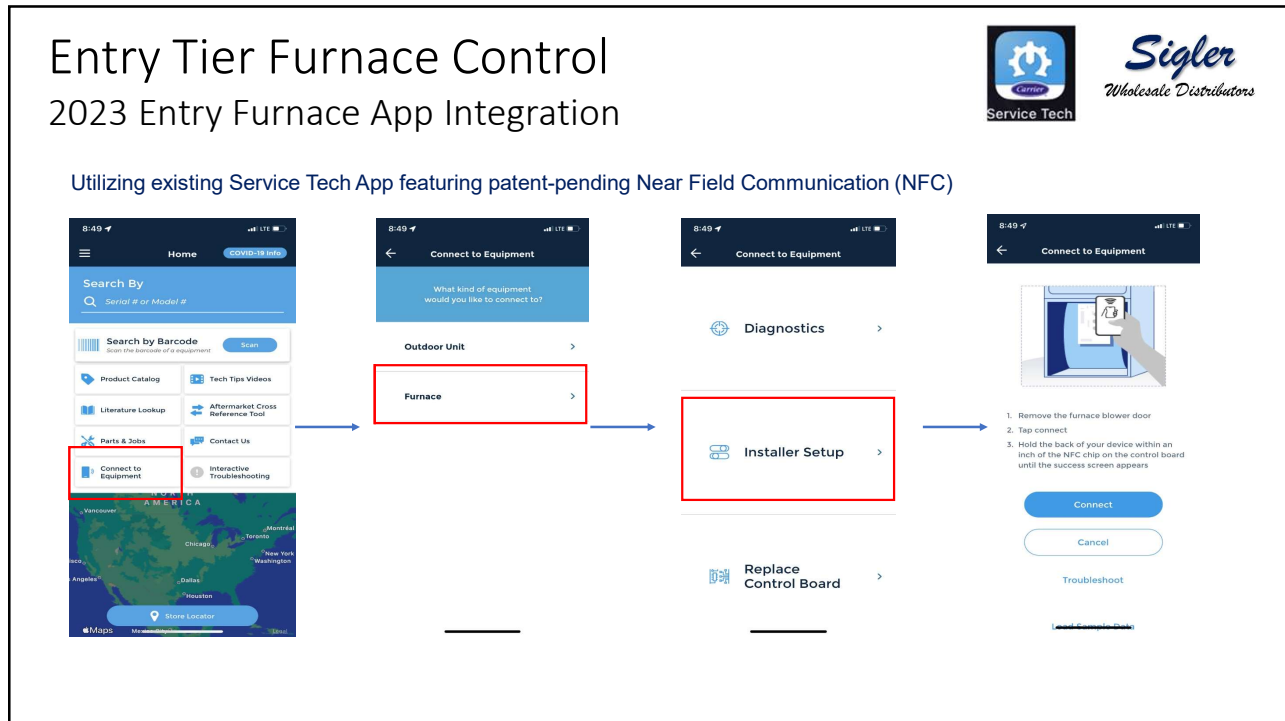 Entry Tier Furnace Control
2023 Entry Furnace App Integration
Carrier
Service Tech
Sigler
Wholesale Distributors
Utilizing existing Service Tech App featuring patent-pending Near Field Communication (NFC)
8:49
LTE
Home
COVID-19 Info
Search By
Serial # or Model #
Search by Barcode
Scan the barcode of a equipment
Scan
Product Catalog
Tech Tips Videos
Literature Lookup
Aftermarket Cross
Reference Tool
Parts & Jobs
Contact Us
Connect to
Equipment
Interactive
Troubleshooting
NORTH
AMERICA
Vancouver
Montréal
Toronto
Chicago
New York
Washington
isco
Angeles
Dallas
Houston
Store Locator
Maps
Legal
8:49
LTE
Connect to Equipment
What kind of equipment
would you like to connect to?
Outdoor Unit
Furnace
8:49
LTE
Connect to Equipment
Diagnostics
Installer Setup
Replace
Control Board
8:49
LTE
Connect to Equipment
1. Remove the furnace blower door
2. Tap connect
3. Hold the back of your device within an
inch of the NFC chip on the control board
until the success screen appears
Connect
Cancel
Troubleshoot
Load Sample Data